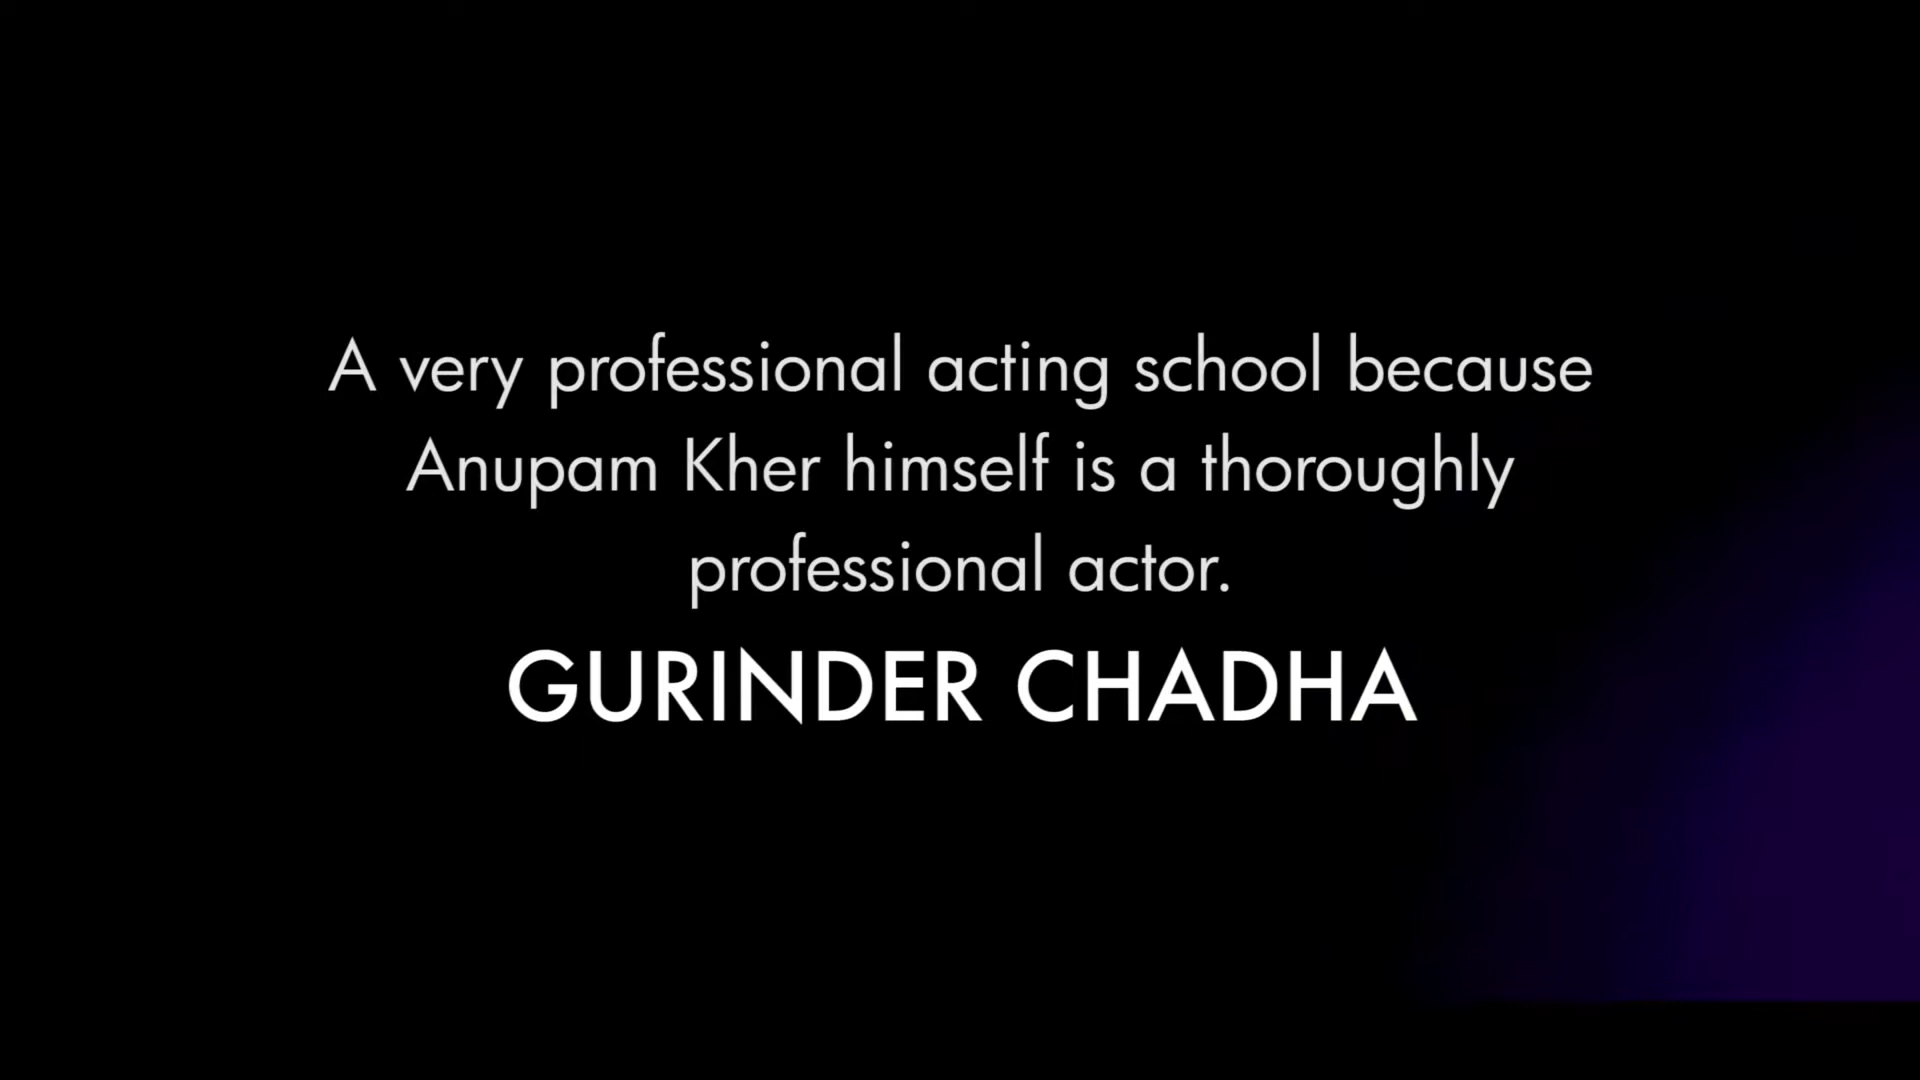 A very professional acting school because
Anupam Kher himself is a thoroughly
professional actor.
GURINDER CHADHA